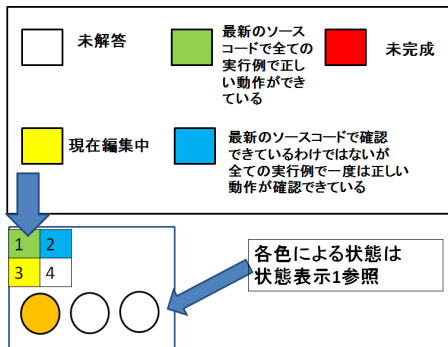 未解答
最新のソース
コードで全ての
実行例で正し
い動作ができ
ている
未完成
現在編集中
最新のソースコードで確認
できているわけではないが
全ての実行例で一度は正しい
動作が確認できている
1 2
3 4
各色による状態は
状態表示1参照